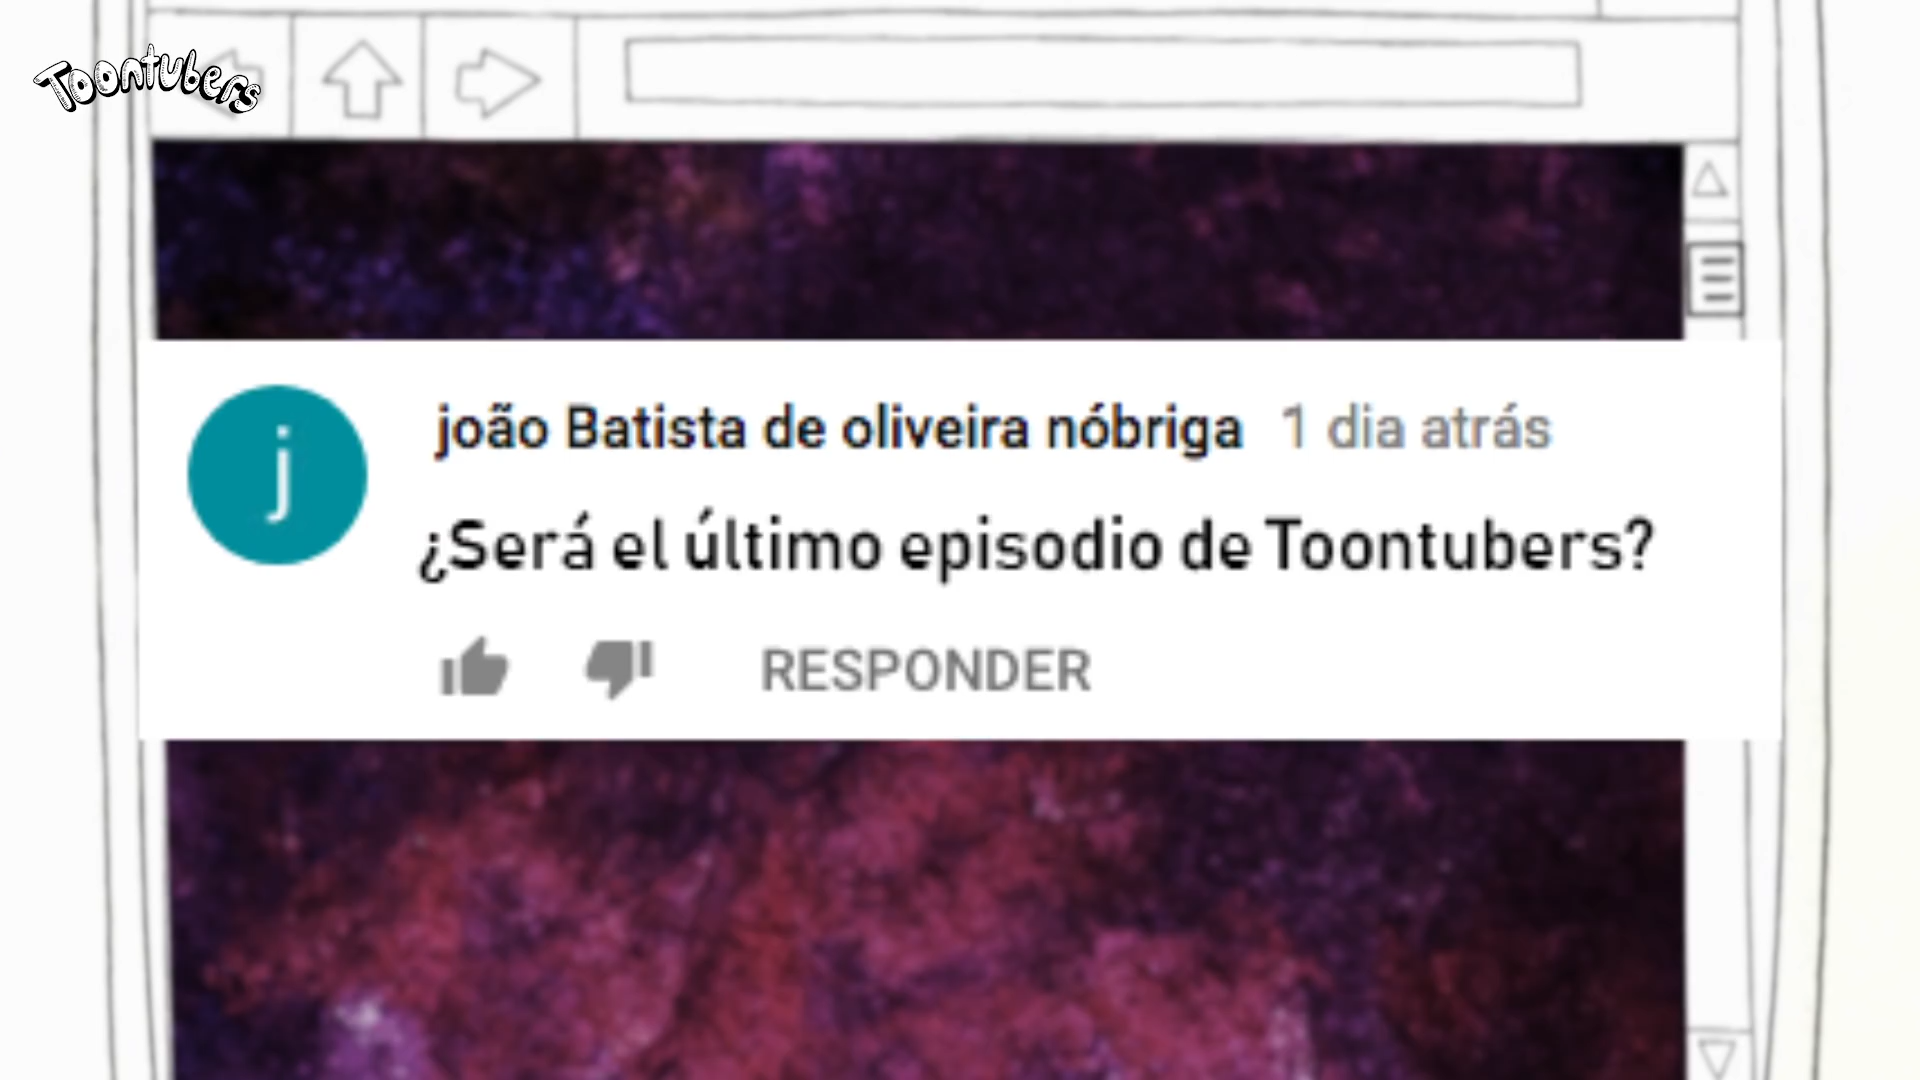 Toontubers
j
joão Batista de oliveira nóbriga 1 dia atrás
¿Será el último episodio de Toontubers?
RESPONDER